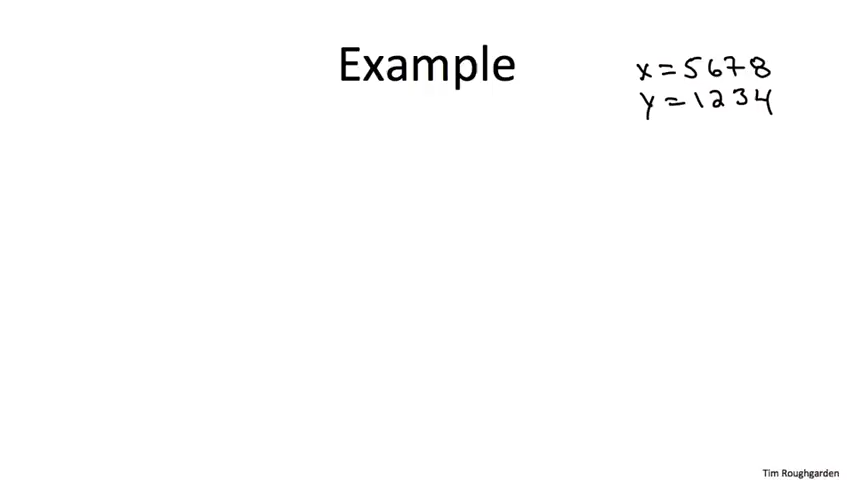 Example
x = 5678
y = 1234
Tim Roughgarden